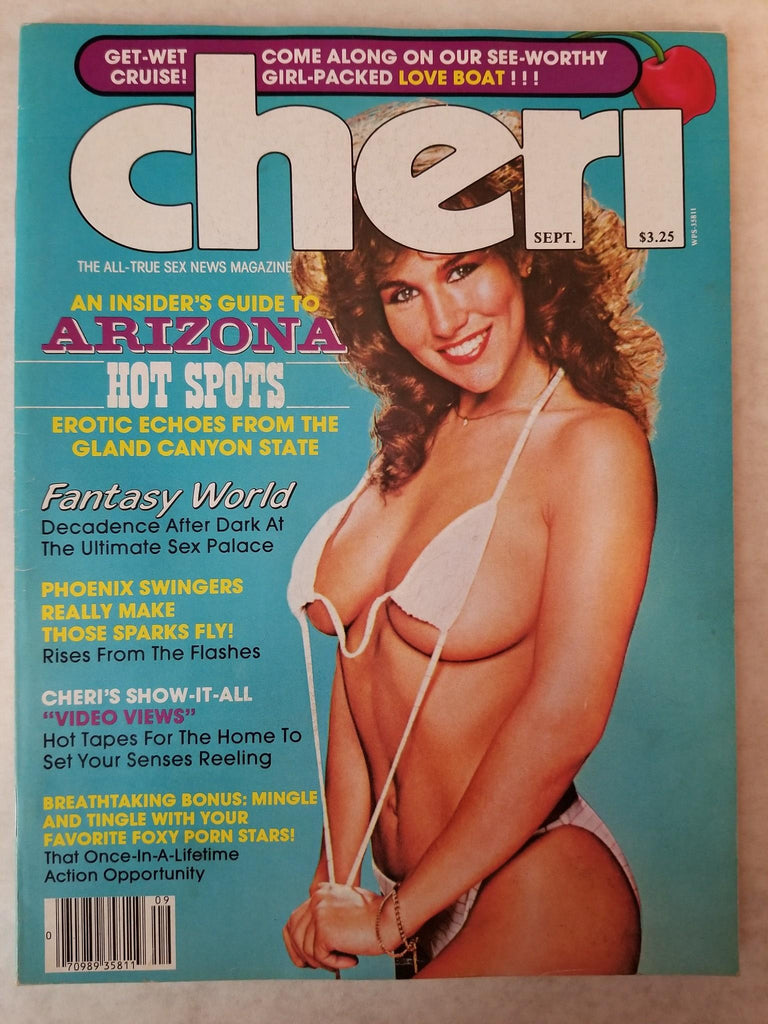 GET-WET
CRUISE!
COME ALONG ON OUR SEE-WORTHY
GIRL-PACKED LOVE BOAT!!!
cheri
SEPT.
$3.25
WPS-35811
THE ALL-TRUE SEX NEWS MAGAZINE
AN INSIDER'S GUIDE TO
ARIZONA
HOT SPOTS
EROTIC ECHOES FROM THE
GLAND CANYON STATE
Fantasy World
Decadence After Dark At
The Ultimate Sex Palace
PHOENIX SWINGERS
REALLY MAKE
THOSE SPARKS FLY!
Rises From The Flashes
CHERI'S SHOW-IT-ALL
"VIDEO VIEWS"
Hot Tapes For The Home To
Set Your Senses Reeling
BREATHTAKING BONUS: MINGLE
AND TINGLE WITH YOUR
FAVORITE FOXY PORN STARS!
That Once-In-A-Lifetime
Action Opportunity
09
0 70989 35811